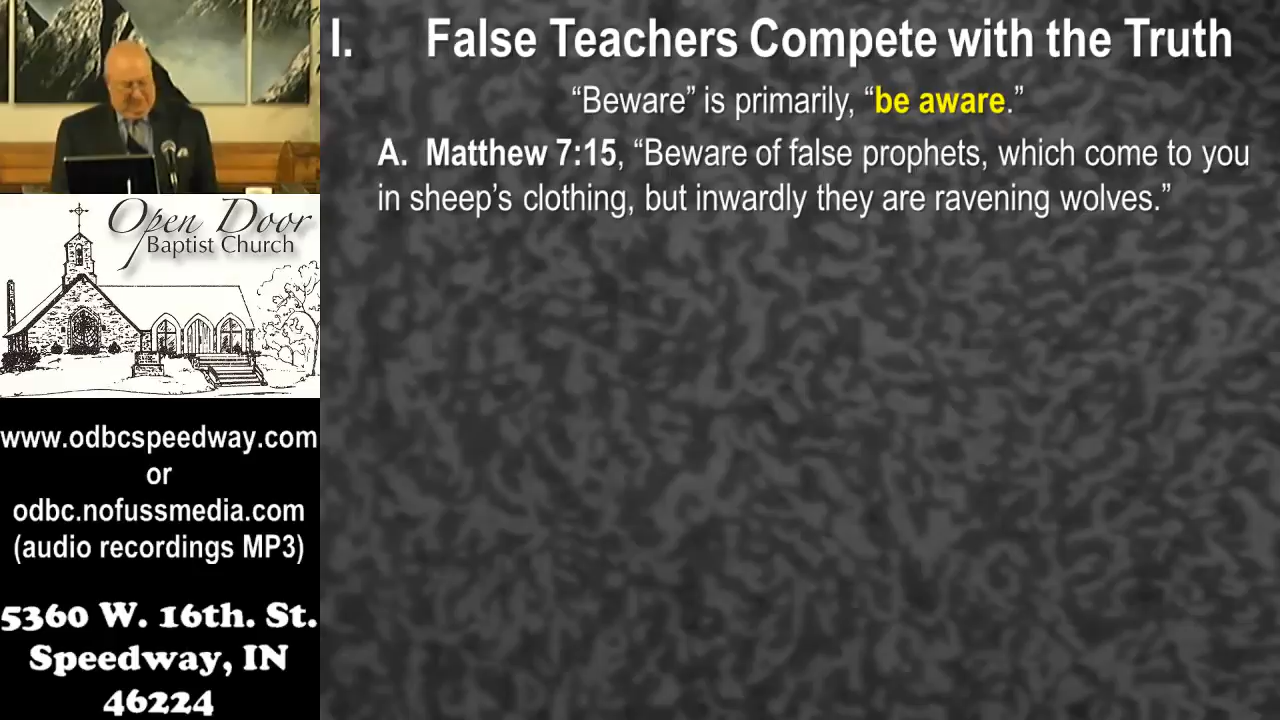 I. False Teachers Compete with the Truth
“Beware” is primarily, “be aware.”
A. Matthew 7:15, “Beware of false prophets, which come to you
in sheep’s clothing, but inwardly they are ravening wolves.”
Open Door
Baptist Church
www.odbcspeedway.com
or
odbc.nofussmedia.com
(audio recordings MP3)
5360 W. 16th. St.
Speedway, IN
46224